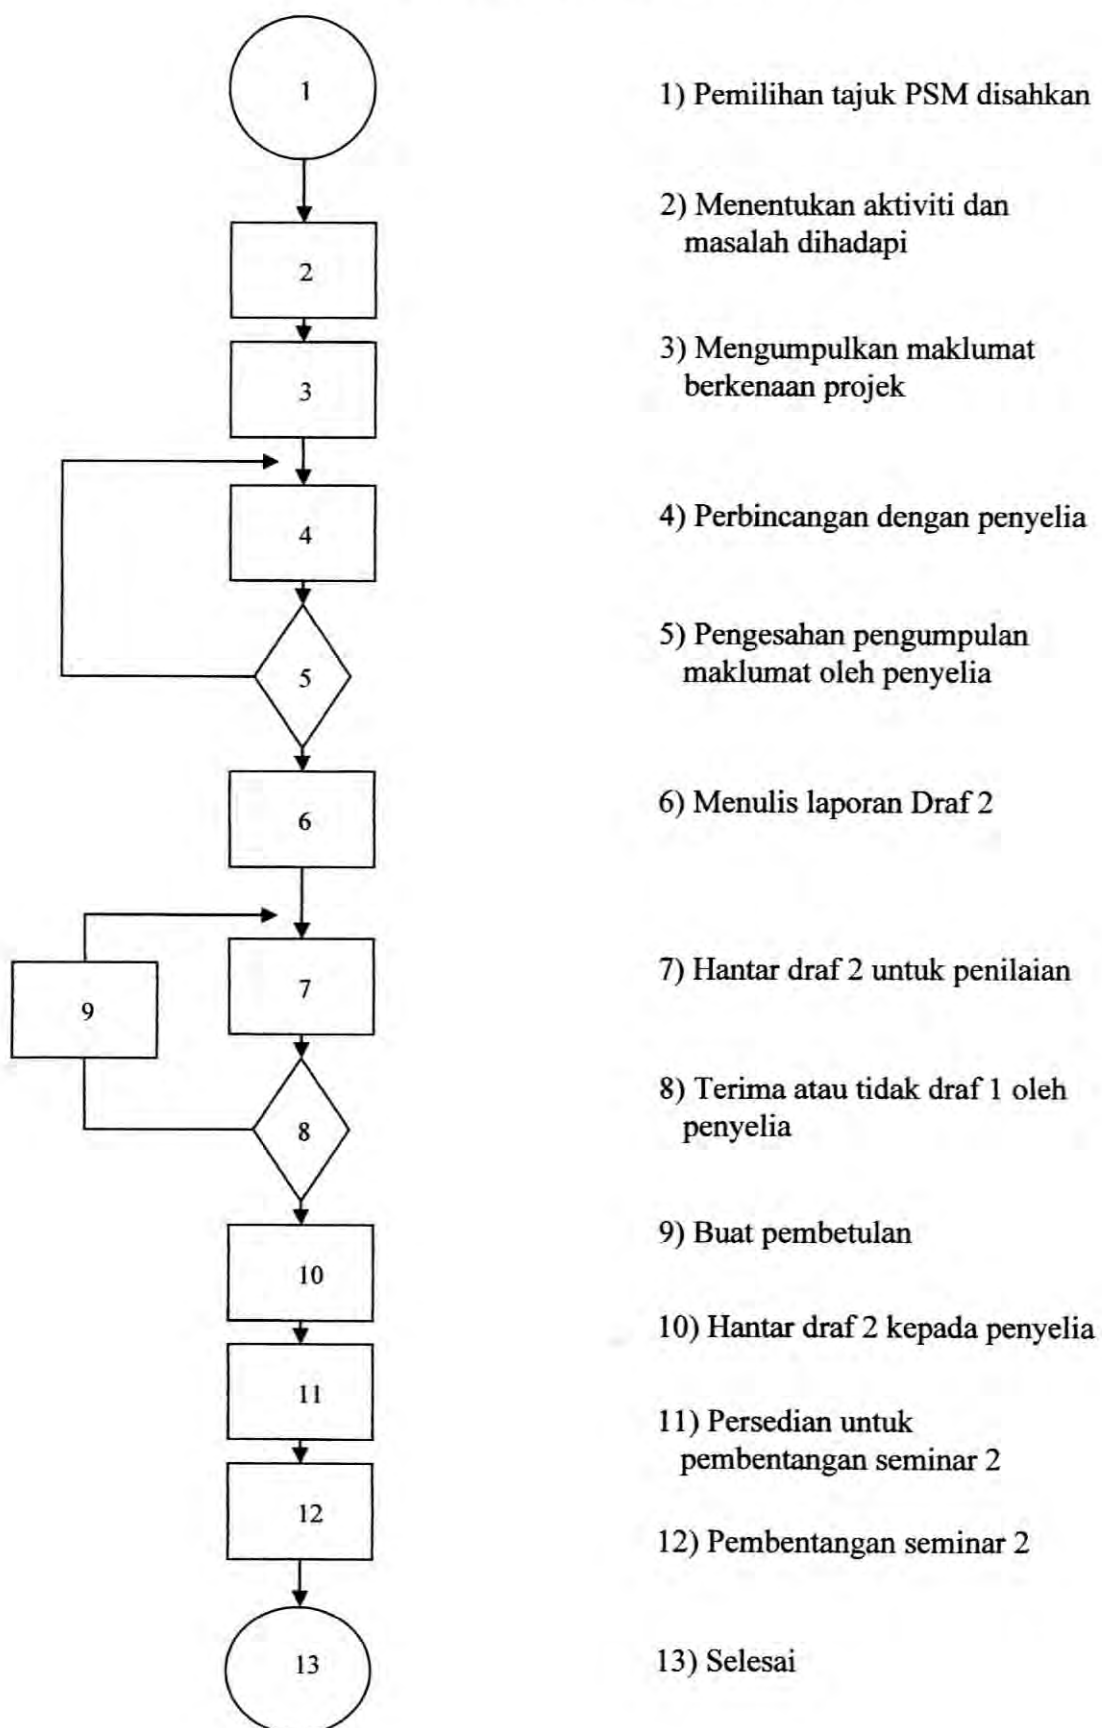 1
1) Pemilihan tajuk PSM disahkan
2) Menentukan aktiviti dan
masalah dihadapi
2
3) Mengumpulkan maklumat
berkenaan projek
3
4) Perbincangan dengan penyelia
4
5) Pengesahan pengumpulan
maklumat oleh penyelia
5
6) Menulis laporan Draf 2
6
7) Hantar draf 2 untuk penilaian
7
9
8) Terima atau tidak draf 1 oleh
penyelia
8
9) Buat pembetulan
10
10) Hantar draf 2 kepada penyelia
11
11) Persedian untuk
pembentangan seminar 2
12
12) Pembentangan seminar 2
13
13) Selesai